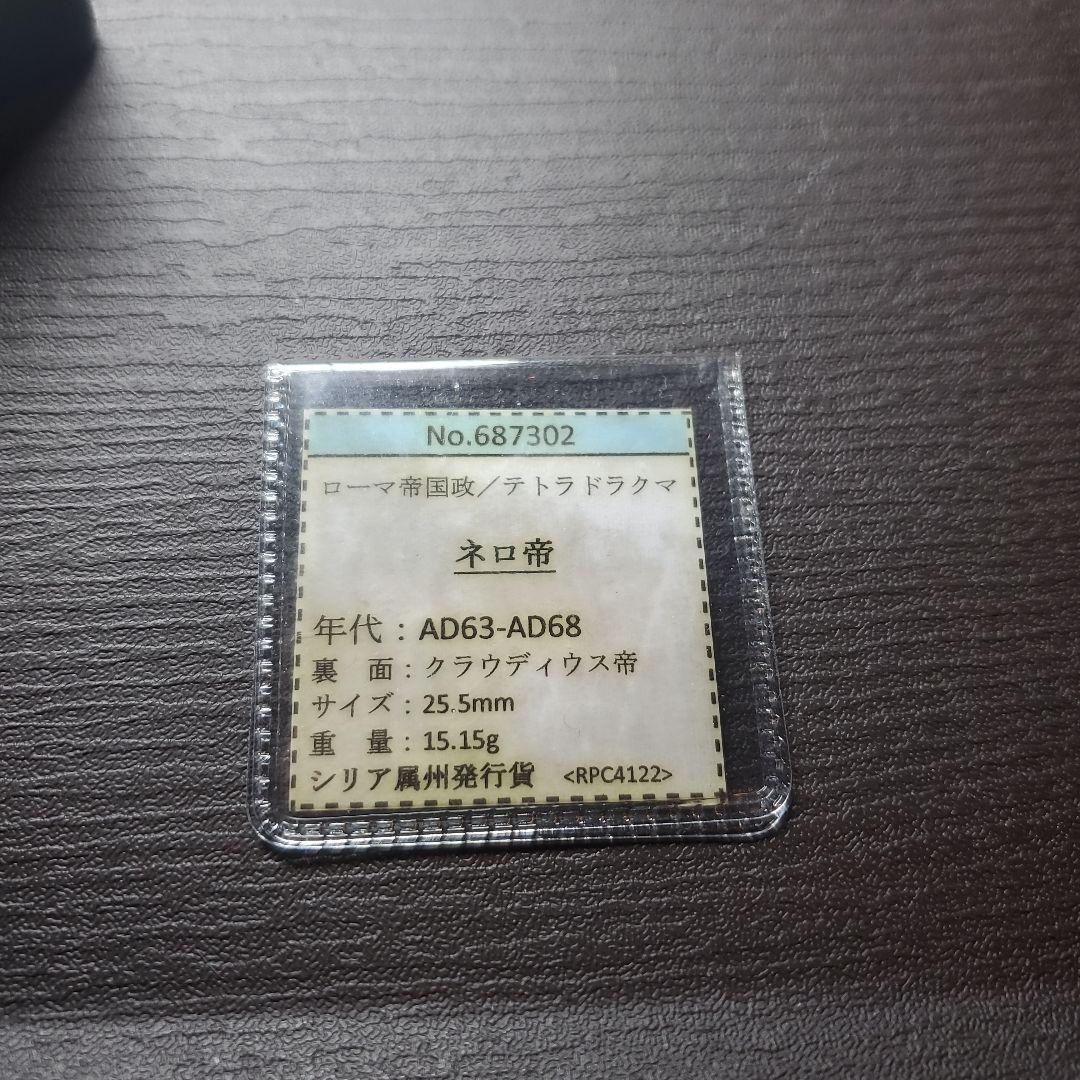 No.687302
ローマ帝国政／テトラドラクマ
ネロ帝
年代：AD63-AD68
裏　面：クラウディウス帝
サイズ：25.5mm
重　量：15.15g
シリア属州発行貨　<RPC4122>